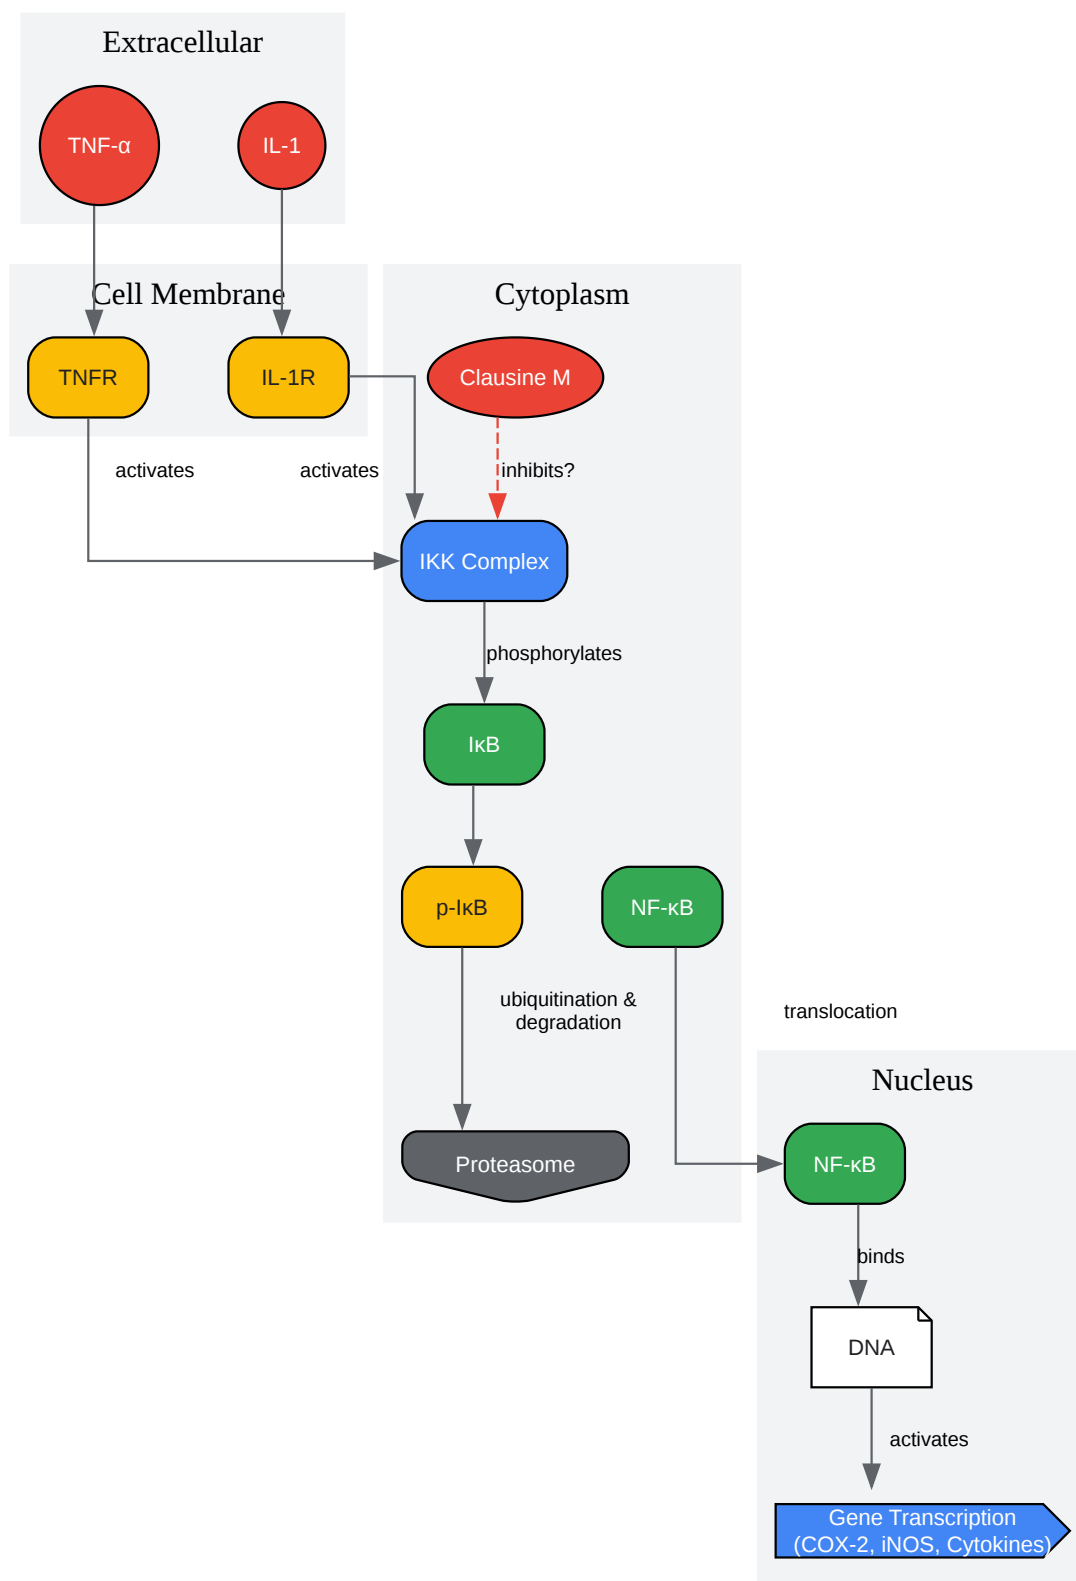 Extracellular
TNF-α
IL-1
Cell Membrane
Cytoplasm
TNFR
IL-1R
Clausine M
activates
activates
inhibits?
IKK Complex
phosphorylates
IκB
p-IκB
NF-κB
ubiquitination &
degradation
translocation
Nucleus
Proteasome
NF-κB
binds
DNA
activates
Gene Transcription
(COX-2, iNOS, Cytokines)